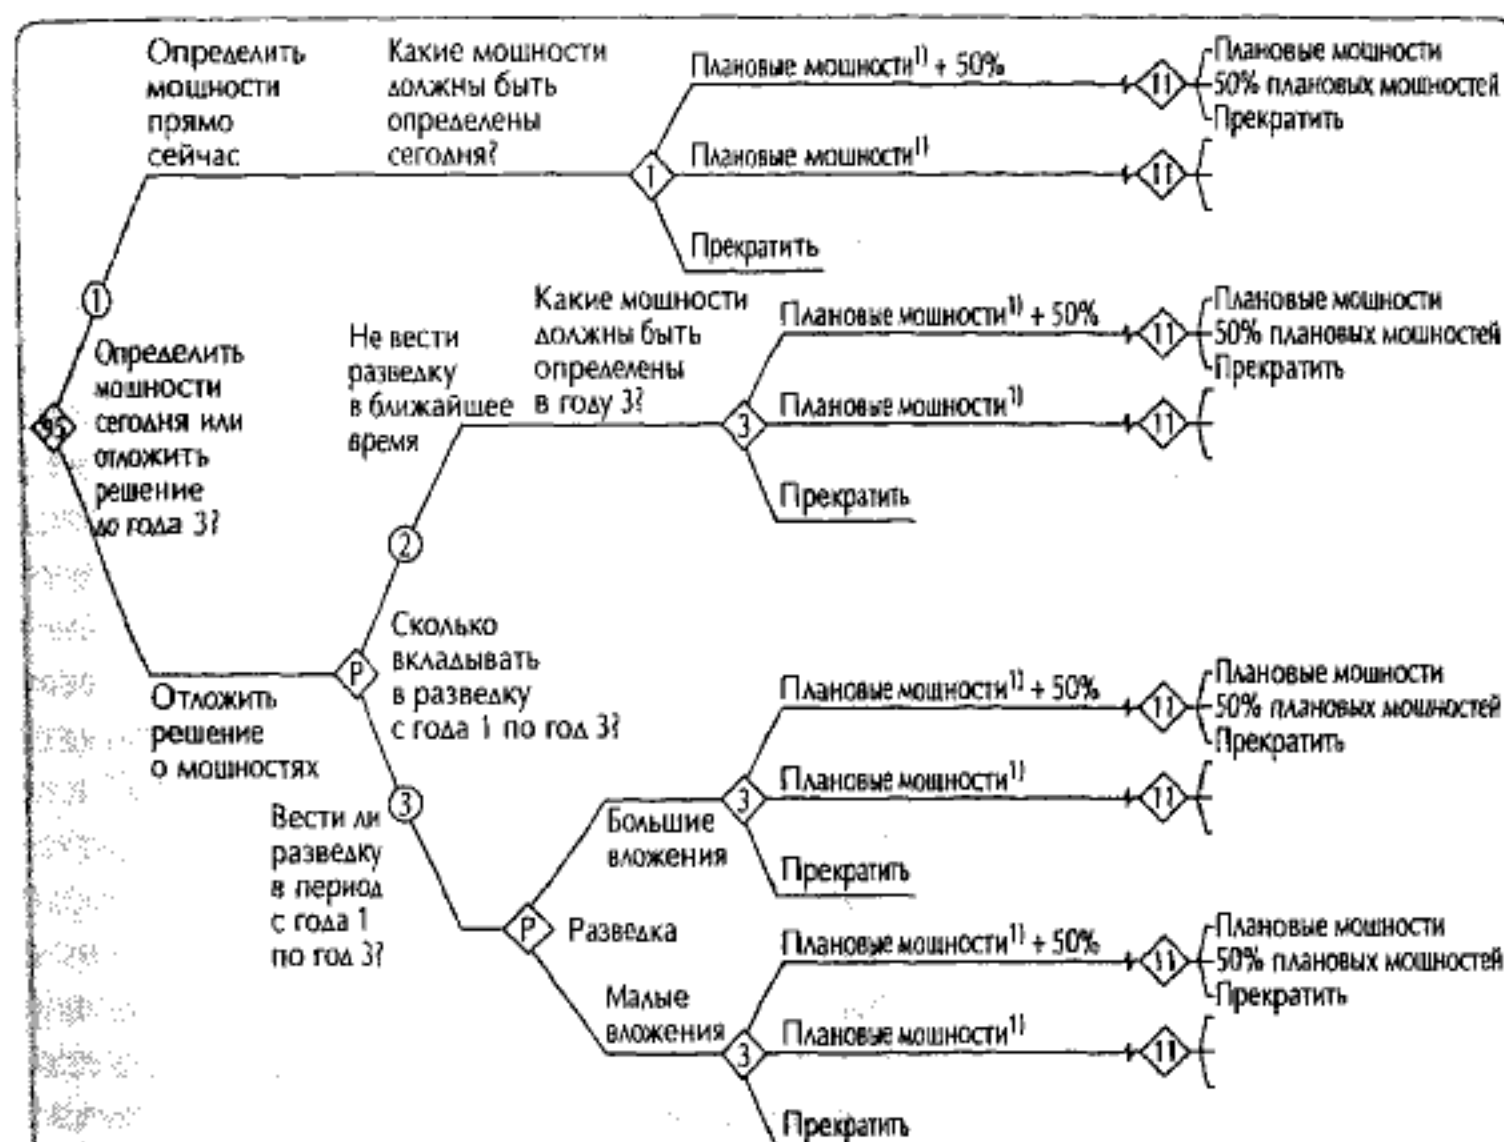 Определить
мощности
прямо
сейчас
Какие мощности
должны быть
определены
сегодня?
1
Плановые мощности¹⁾ + 50%
11
Плановые мощности
50% плановых мощностей
Прекратить
Плановые мощности¹⁾
11
Прекратить
1
Определить
мощности
сегодня или
отложить
решение
до года 3?
Не вести
разведку
в ближайшее
время
Какие мощности
должны быть
определены
в году 3?
3
Плановые мощности¹⁾ + 50%
11
Плановые мощности
50% плановых мощностей
Прекратить
Плановые мощности¹⁾
11
Прекратить
2
Отложить
решение
о мощностях
Р
Сколько
вкладывать
в разведку
с года 1 по год 3?
3
Вести ли
разведку
в период
с года 1
по год 3?
Р
Разведка
Большие
вложения
3
Плановые мощности¹⁾ + 50%
11
Плановые мощности
50% плановых мощностей
Прекратить
Плановые мощности¹⁾
11
Прекратить
Малые
вложения
3
Плановые мощности¹⁾ + 50%
11
Плановые мощности
50% плановых мощностей
Прекратить
Плановые мощности¹⁾
11
Прекратить